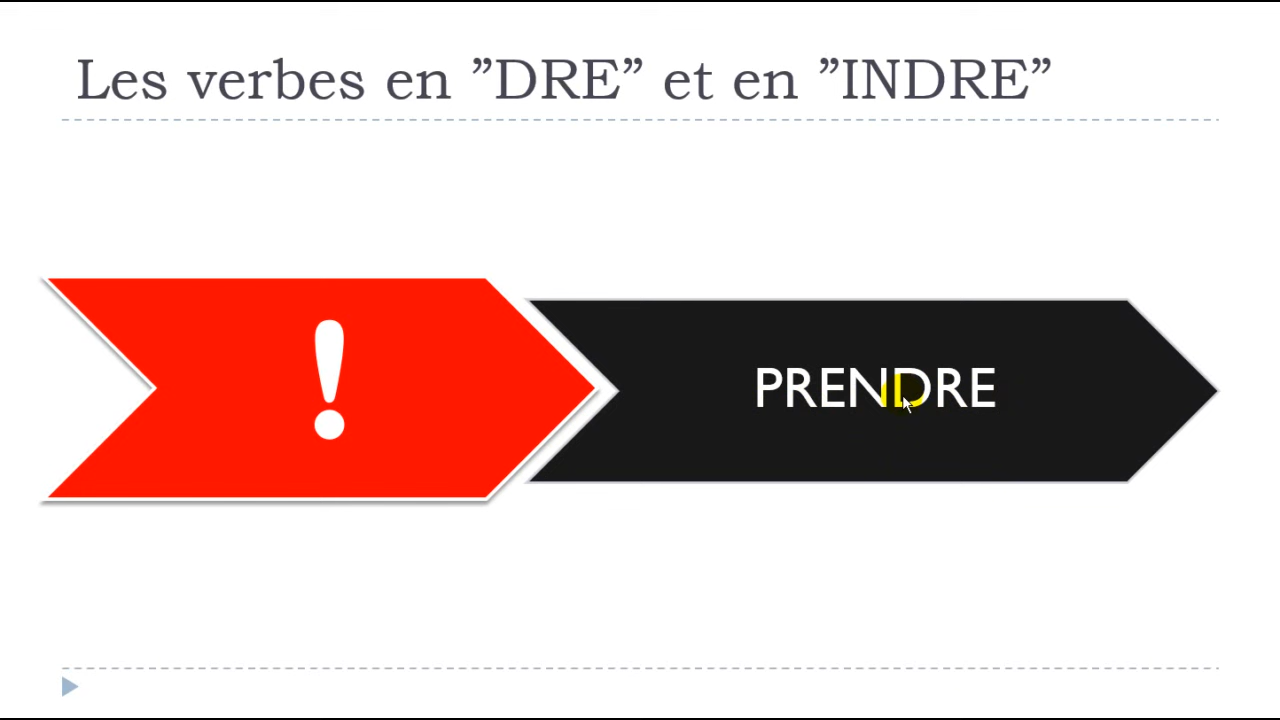 Les verbes en ”DRE” et en ”INDRE”
!
PRENDRE